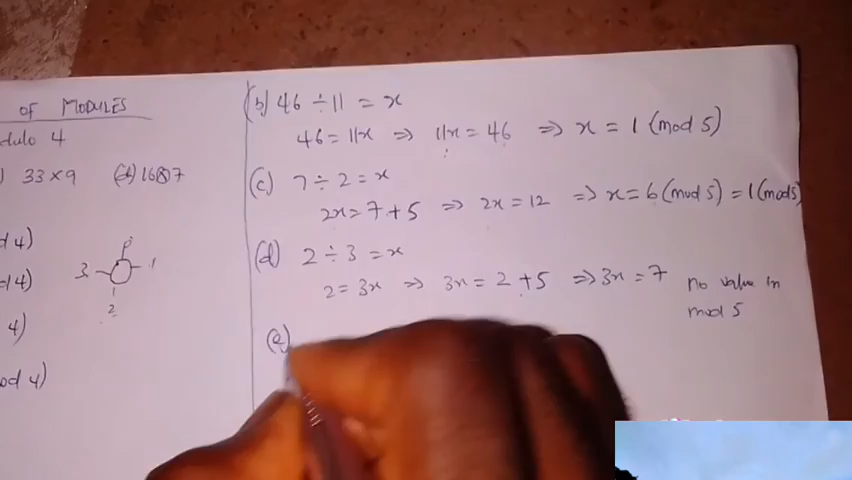 OF MODULES
dulo 4
) 33 × 9 (d) 16⊗7
d 4)
d 4)
4)
od 4)
0
3 1
2
(b) 46 ÷ 11 = x
46 = 11x ⇒ 11x = 46 ⇒ x = 1 (mod 5)
(c) 7 ÷ 2 = x
2x = 7 + 5 ⇒ 2x = 12 ⇒ x = 6 (mod 5) = 1 (mod 5)
(d) 2 ÷ 3 = x
2 = 3x ⇒ 3x = 2 + 5 ⇒ 3x = 7 no value in
mod 5
(e)